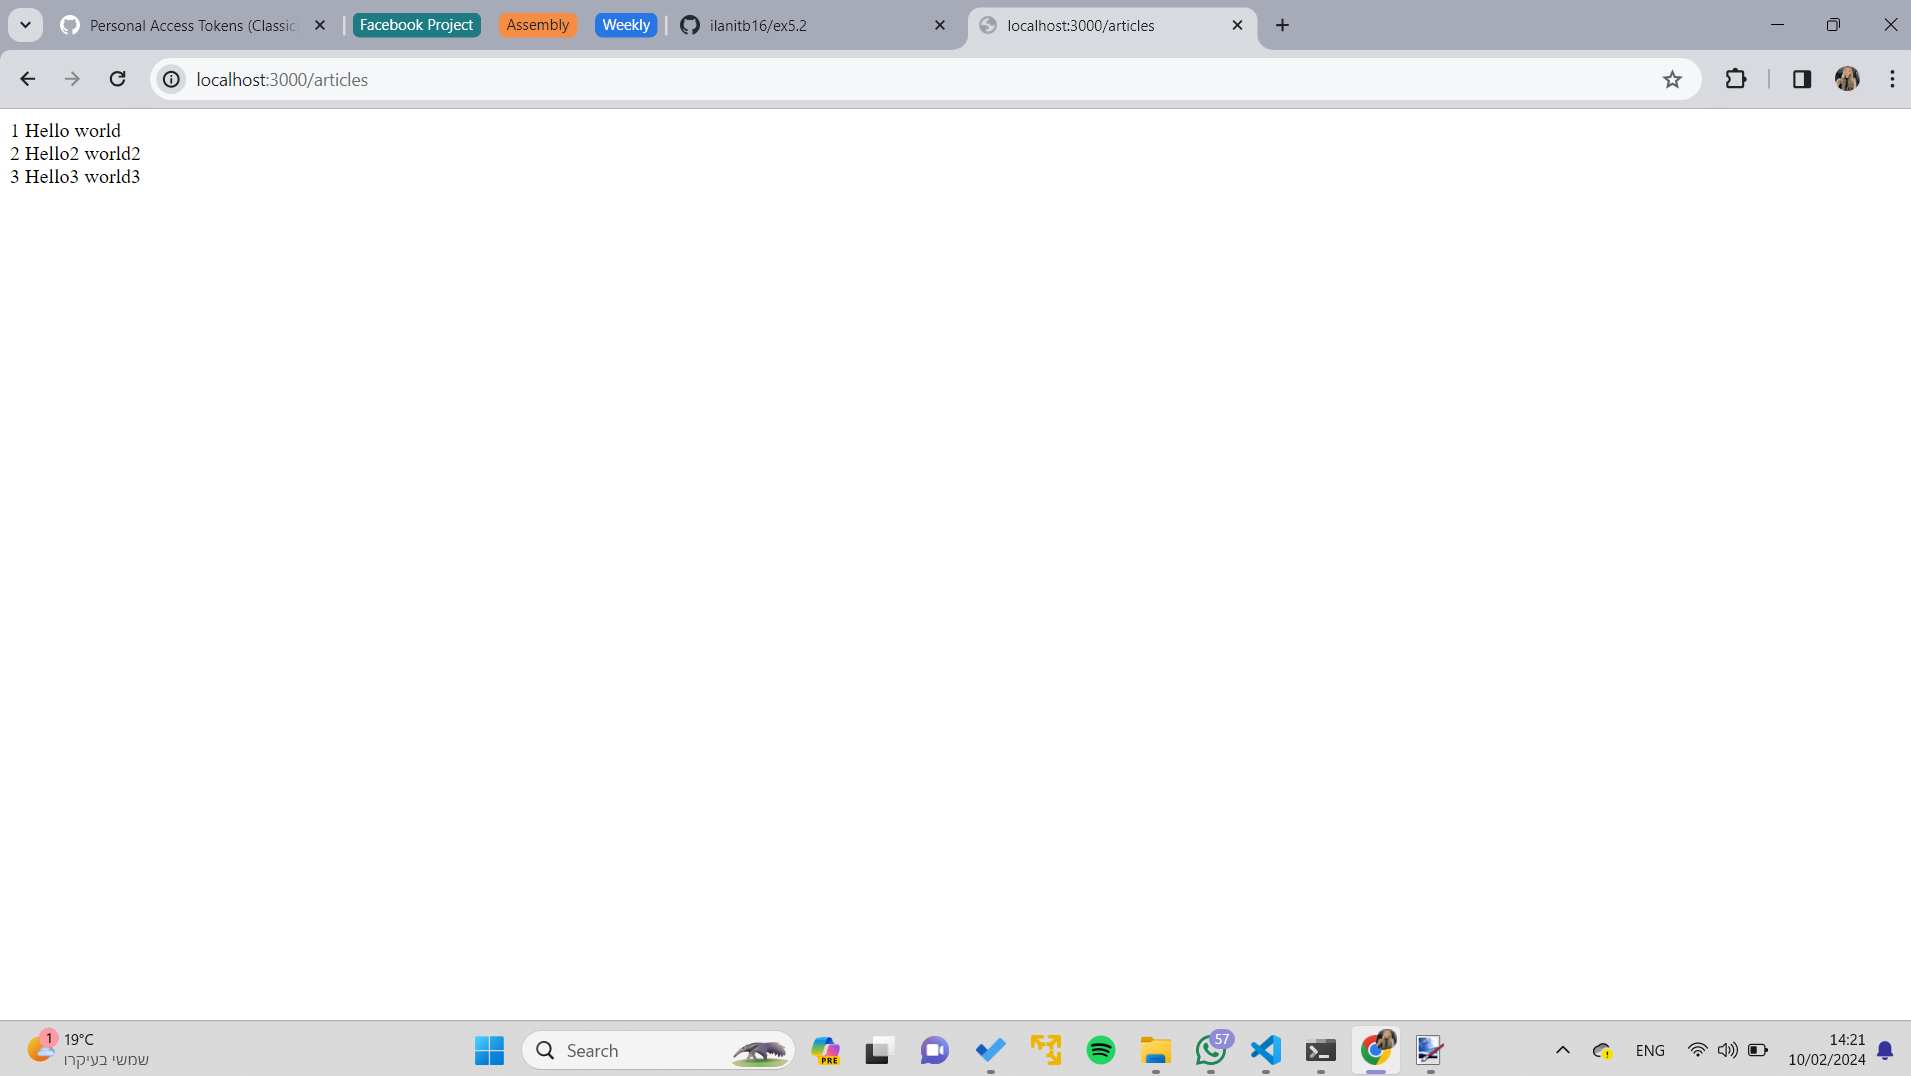 Personal Access Tokens (Classic)
Facebook Project
Assembly
Weekly
ilanitb16/ex5.2
localhost:3000/articles
localhost:3000/articles
1 Hello world
2 Hello2 world2
3 Hello3 world3
1
19°C
שמשי בעיקרו
Search
PRE
57
ENG
14:21
10/02/2024